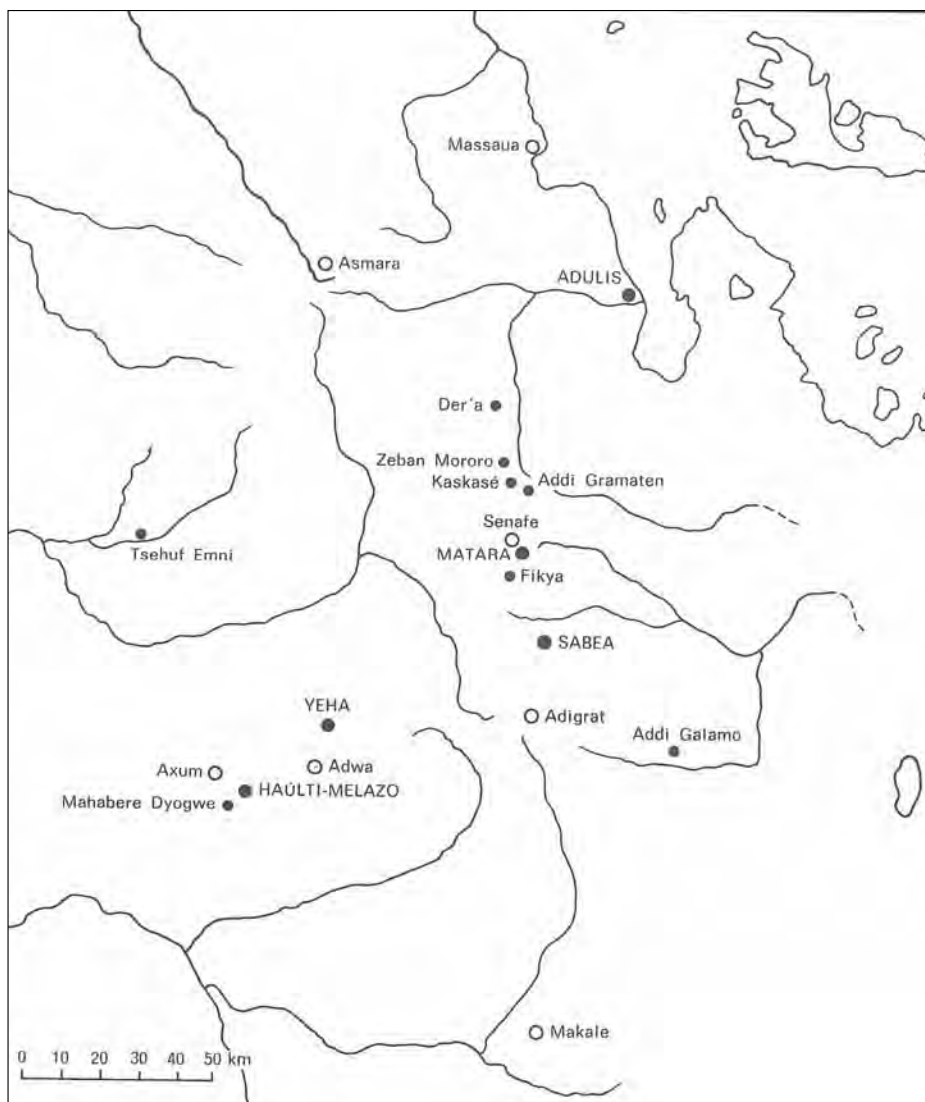 Massaua
Asmara
ADULIS
Der´a
Zeban Mororo
Kaskasé
Addi Gramaten
Senafe
MATARA
Tsehuf Emni
Fikya
SABEA
YEHA
Adigrat
Addi Galamo
Axum
Adwa
HAÚLTI-MELAZO
Mahabere Dyogwe
Makale
0 10 20 30 40 50 km